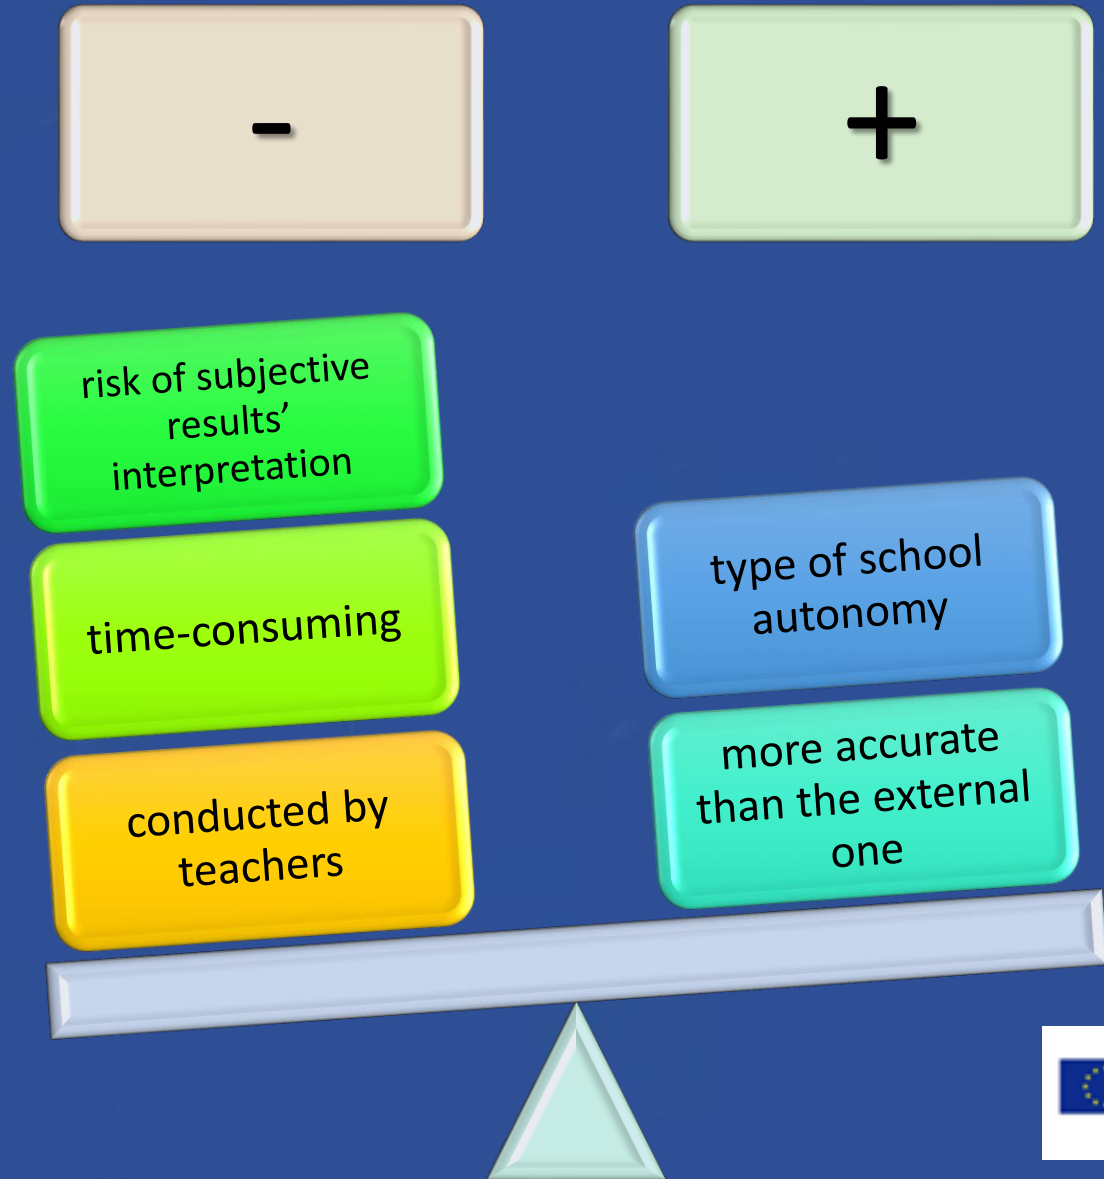 -
+
risk of subjective
results’
interpretation
time-consuming
conducted by
teachers
type of school
autonomy
more accurate
than the external
one